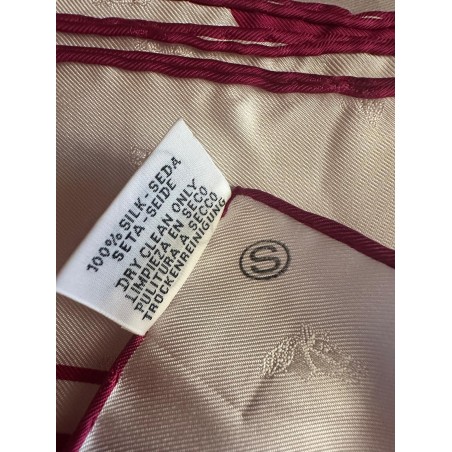 100% SILK-SEDA
SETA-SEIDE
DRY CLEAN ONLY
LIMPIEZA EN SECO
PULITURA A SECCO
TROCKENREINIGUNG
S